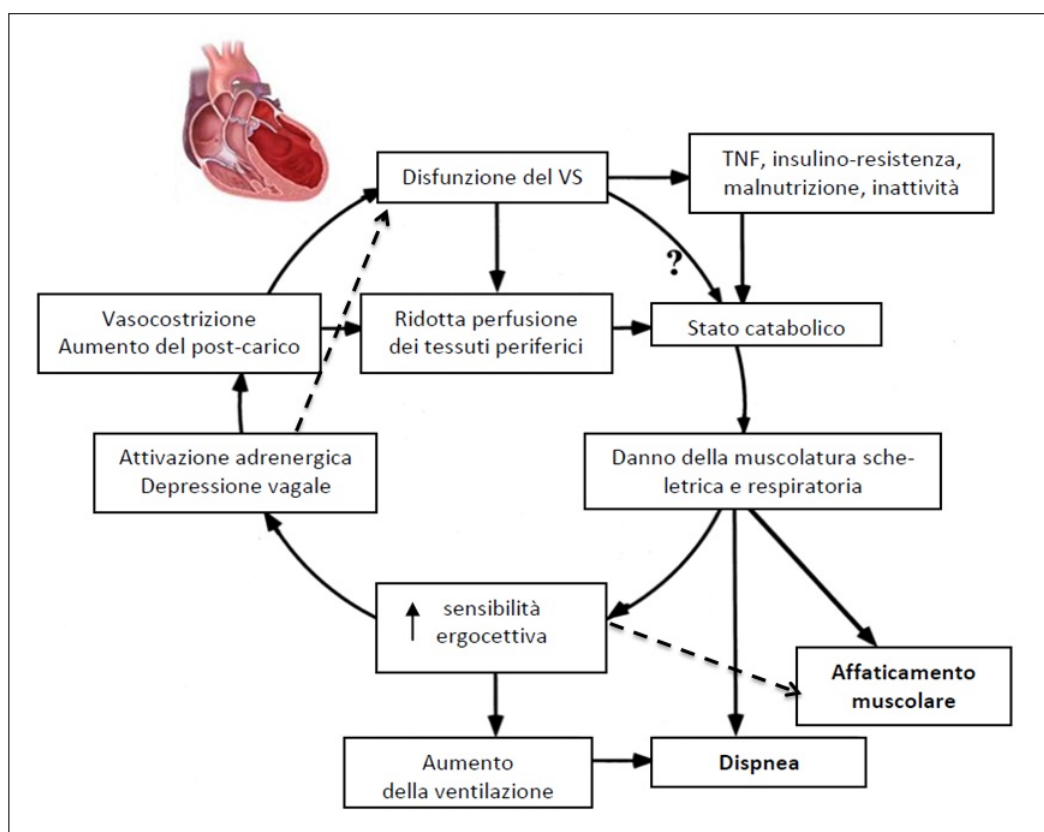 Disfunzione del VS
TNF, insulino-resistenza,
malnutrizione, inattività
?
Vasocostrizione
Aumento del post-carico
Ridotta perfusione
dei tessuti periferici
Stato catabolico
Attivazione adrenergica
Depressione vagale
Danno della muscolatura sche-
letrica e respiratoria
sensibilità
ergocettiva
Affaticamento
muscolare
Aumento
della ventilazione
Dispnea